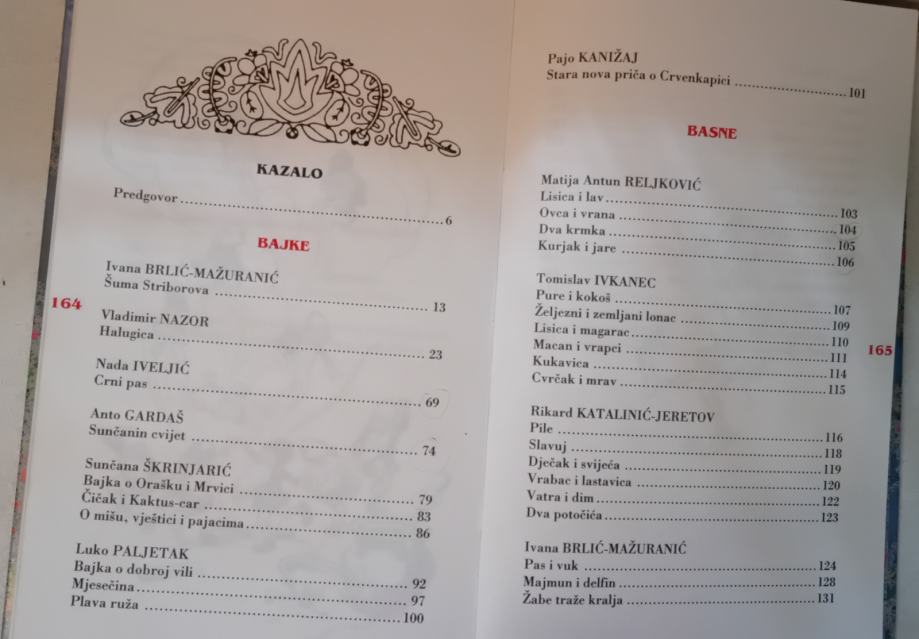 KAZALO
Predgovor........................................6
BAJKE
Ivana BRLIĆ-MAŽURANIĆ
Šuma Striborova ........................................ 13
164
Vladimir NAZOR
Halugica........................................ 23
Nada IVELJIĆ
Crni pas ........................................ 69
Anto GARDAŠ
Sunčanin cvijet ........................................ 74
Sunčana ŠKRINJARIĆ
Bajka o Orašku i Mrvici ........................................ 79
Čičak i Kaktus-car ........................................ 83
O mišu, vještici i pajacima........................................ 86
Luko PALJETAK
Bajka o dobroj vili ........................................ 92
Mjesečina........................................ 97
Plava ruža ........................................ 100
Pajo KANIŽAJ
Stara nova priča o Crvenkapici ........................................ 101
BASNE
Matija Antun RELJKOVIĆ
Lisica i lav........................................ 103
Ovca i vrana ........................................ 104
Dva krmka ........................................ 105
Kurjak i jare ........................................ 106
Tomislav IVKANEC
Pure i kokoš ........................................ 107
Željezni i zemljani lonac ........................................ 109
Lisica i magarac........................................ 110
Macan i vrapci ........................................ 111
165
Kukavica ........................................ 114
Cvrčak i mrav ........................................ 115
Rikard KATALINIĆ-JERETOV
Pile ........................................ 116
Slavuj ........................................ 118
Dječak i svijeća ........................................ 119
Vrabac i lastavica ........................................ 120
Vatra i dim ........................................ 122
Dva potočića........................................ 123
Ivana BRLIĆ-MAŽURANIĆ
Pas i vuk ........................................ 124
Majmun i delfin ........................................ 128
Žabe traže kralja ........................................ 131